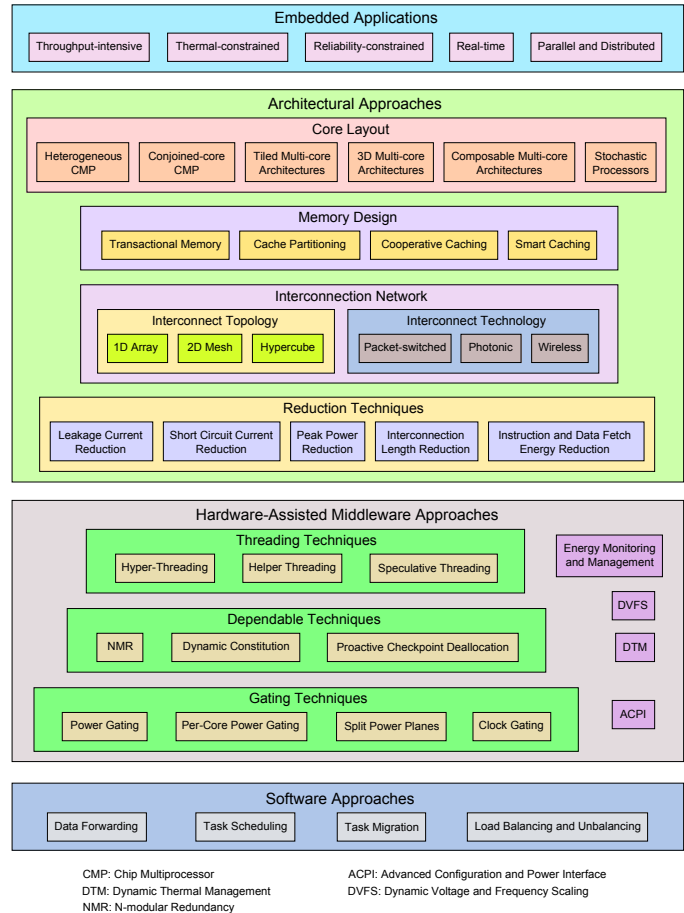 Embedded Applications
Throughput-intensive Thermal-constrained Reliability-constrained Real-time Parallel and Distributed
Architectural Approaches
Core Layout
Heterogeneous CMP
Conjoined-core CMP
Tiled Multi-core Architectures
3D Multi-core Architectures
Composable Multi-core Architectures
Stochastic Processors
Memory Design
Transactional Memory Cache Partitioning Cooperative Caching Smart Caching
Interconnection Network
Interconnect Topology
1D Array 2D Mesh Hypercube
Interconnect Technology
Packet-switched Photonic Wireless
Reduction Techniques
Leakage Current Reduction
Short Circuit Current Reduction
Peak Power Reduction
Interconnection Length Reduction
Instruction and Data Fetch Energy Reduction
Hardware-Assisted Middleware Approaches
Threading Techniques
Hyper-Threading Helper Threading Speculative Threading
Energy Monitoring and Management
DVFS
Dependable Techniques
NMR Dynamic Constitution Proactive Checkpoint Deallocation
DTM
Gating Techniques
Power Gating Per-Core Power Gating Split Power Planes Clock Gating
ACPI
Software Approaches
Data Forwarding Task Scheduling Task Migration Load Balancing and Unbalancing
CMP: Chip Multiprocessor
DTM: Dynamic Thermal Management
NMR: N-modular Redundancy
ACPI: Advanced Configuration and Power Interface
DVFS: Dynamic Voltage and Frequency Scaling